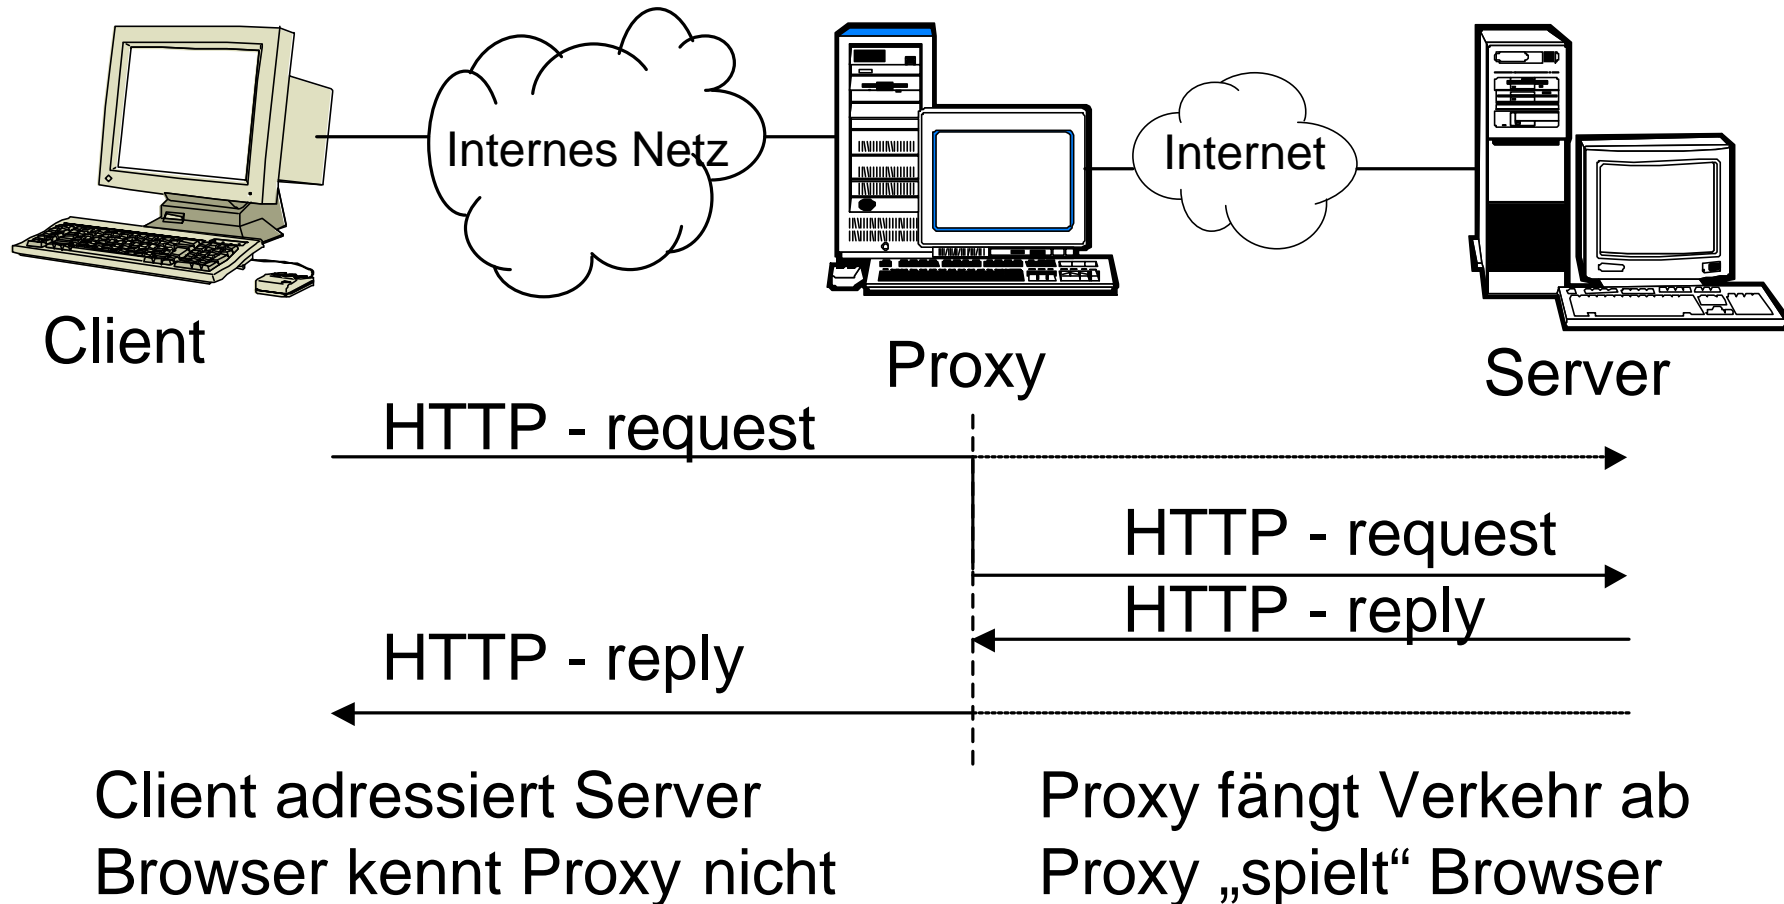 Internes Netz
Internet
Client
Proxy
Server
HTTP - request
HTTP - request
HTTP - reply
HTTP - reply
Client adressiert Server
Browser kennt Proxy nicht
Proxy fängt Verkehr ab
Proxy „spielt“ Browser